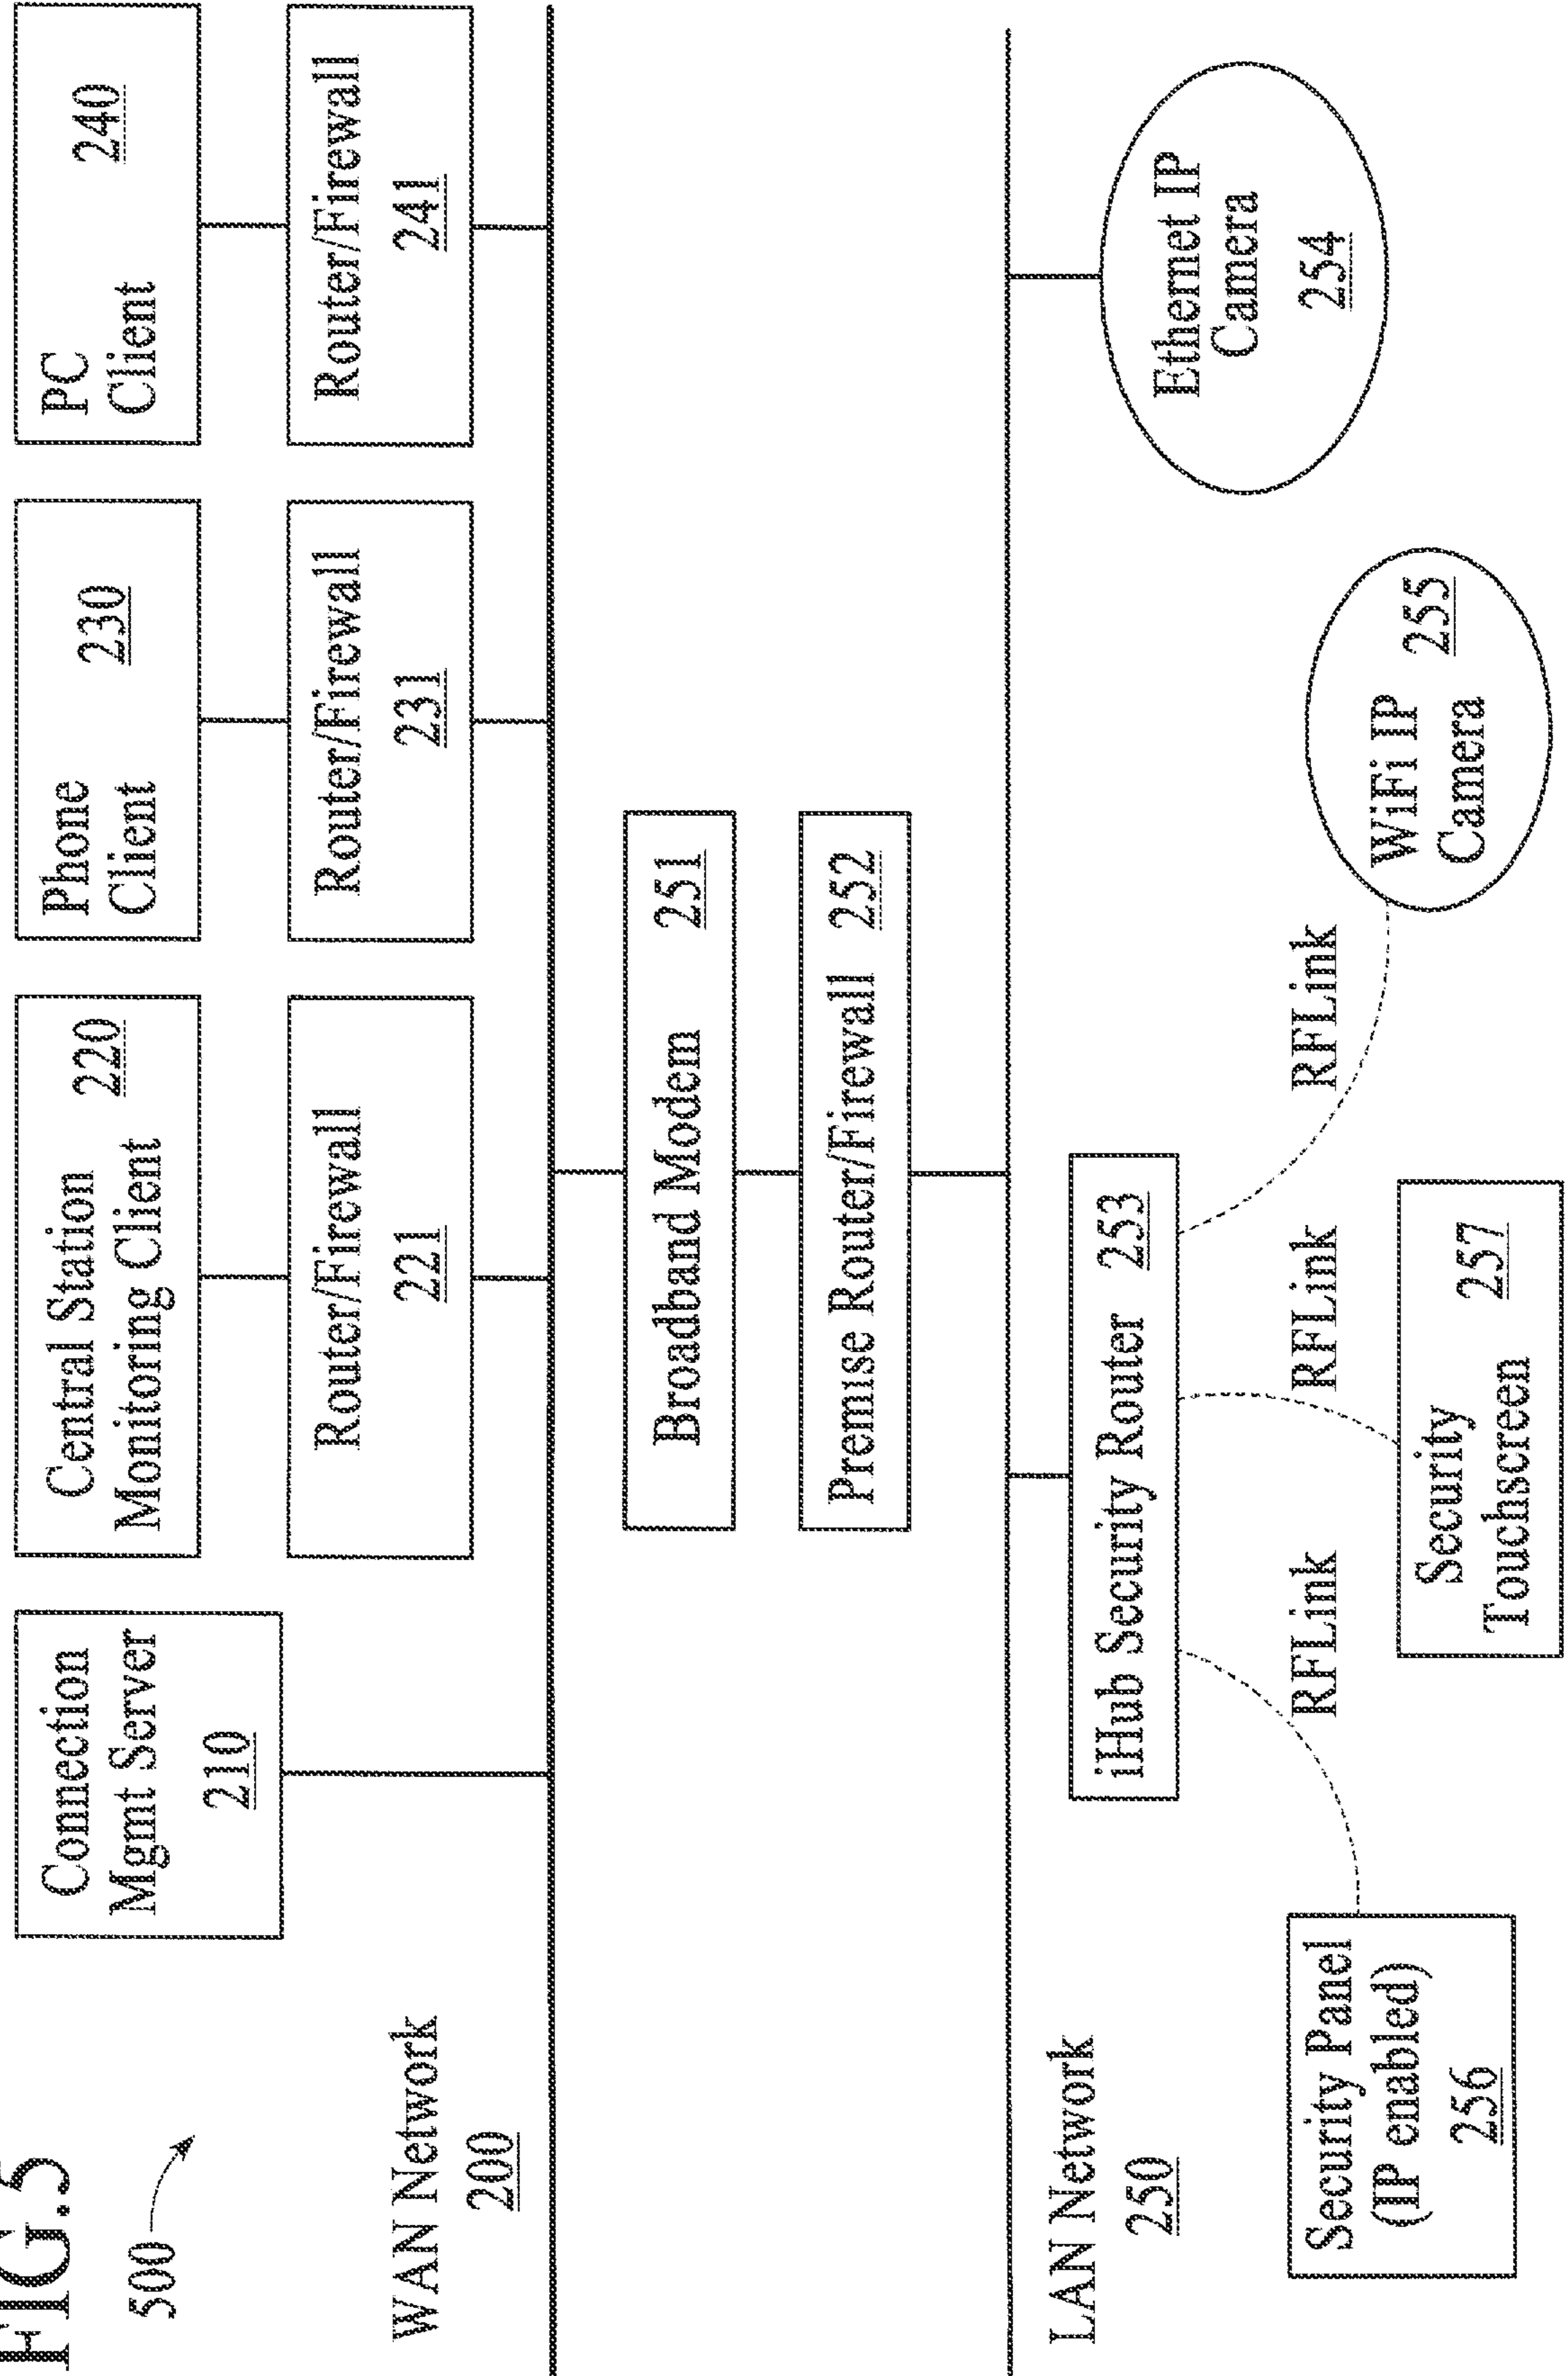 FIG.5
500
Connection
Mgmt Server
210
Central Station
Monitoring Client 220
Phone
Client 230
PC
Client 240
Router/Firewall
221
Router/Firewall
231
Router/Firewall
241
WAN Network
200
Broadband Modem 251
Premise Router/Firewall 252
LAN Network
250
iHub Security Router 253
Ethernet IP
Camera
254
RFLink
RFLink
RFLink
Security Panel
(IP enabled)
256
Security
Touchscreen 257
WiFi IP
Camera 255